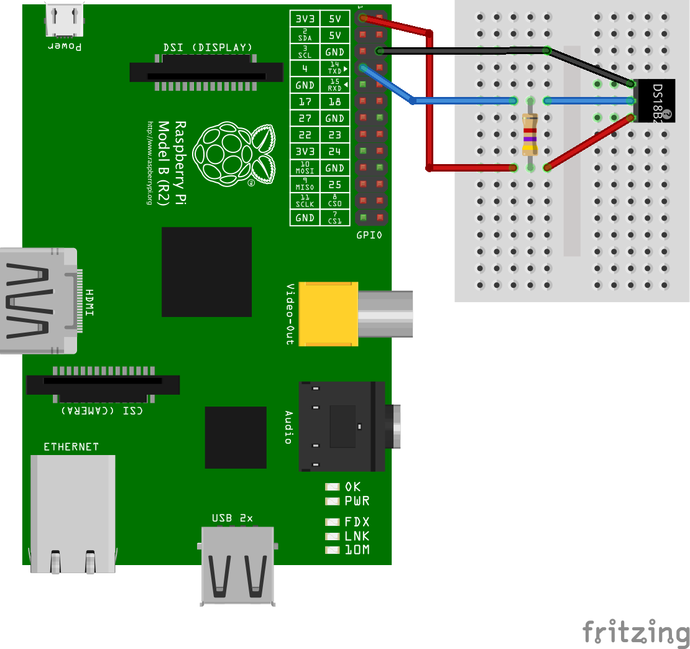 Power
DSI (DISPLAY)
3V3 5V
2 SDA 5V
3 SCL GND
4 14 TXD
GND 15 RXD
17 18
27 GND
22 23
3V3 24
10 MOSI GND
9 MISO 25
11 SCLK 8 CS0
GND 7 CS1
GPIO
1
Raspberry Pi
Model B (R2)
http://www.raspberrypi.org
DS18B2
HDMI
Video-Out
CSI (CAMERA)
Audio
ETHERNET
USB 2x
OK
PWR
FDX
LNK
10M
fritzing